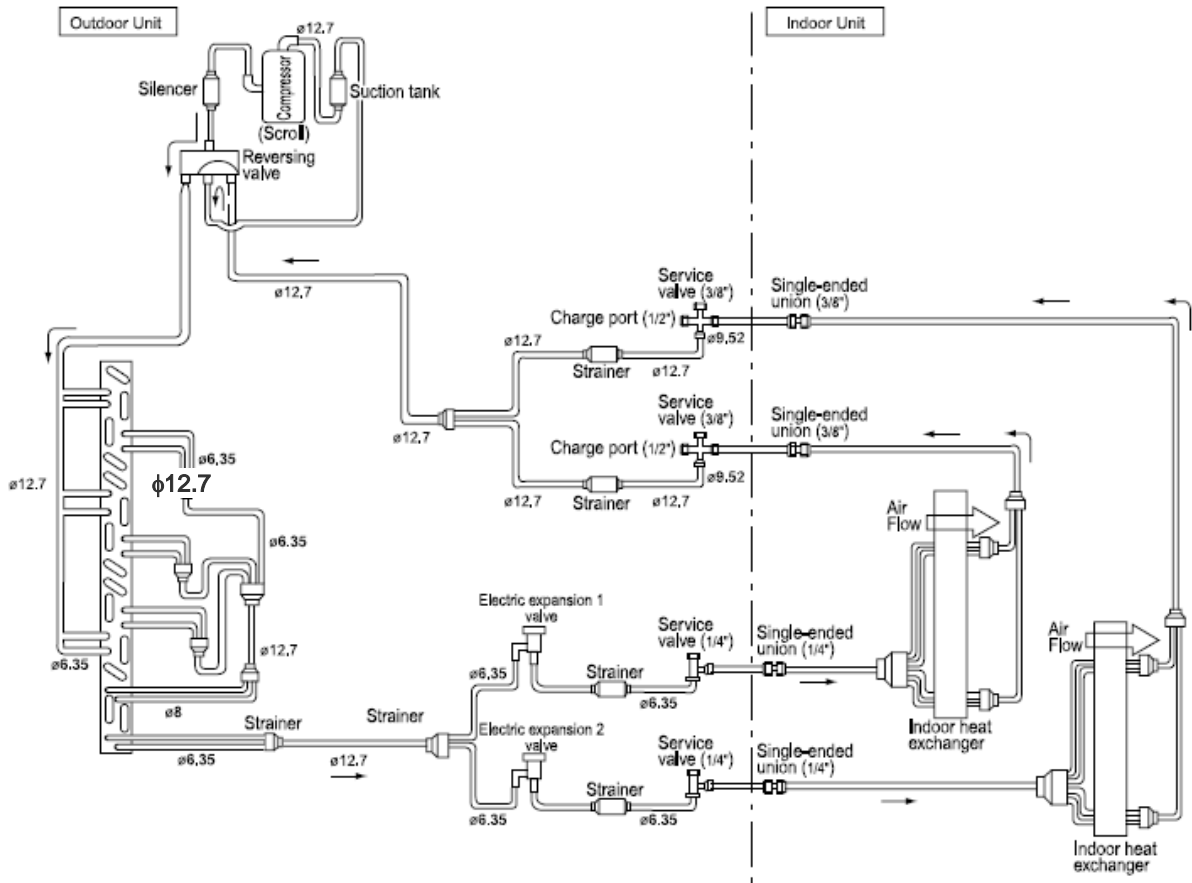 Outdoor Unit
Indoor Unit
ø12.7
Silencer
Compressor
(Scroll)
Suction tank
Reversing
valve
ø12.7
Service
valve (3/8")
Single-ended
union (3/8")
Charge port (1/2")
ø9.52
ø12.7
Strainer
ø12.7
Service
valve (3/8")
Single-ended
union (3/8")
ø12.7
Charge port (1/2")
ø9.52
ø12.7
Strainer
ø12.7
ø12.7
ø6.35
ϕ12.7
ø6.35
Air
Flow
Electric expansion 1
valve
Service
valve (1/4")
Single-ended
union (1/4")
Air
Flow
ø6.35
ø12.7
ø6.35
Strainer
ø6.35
ø8
Strainer
Strainer
Electric expansion 2
valve
Service
valve (1/4")
Single-ended
union (1/4")
Indoor heat
exchanger
ø6.35
ø12.7
ø6.35
Strainer
ø6.35
Indoor heat
exchanger